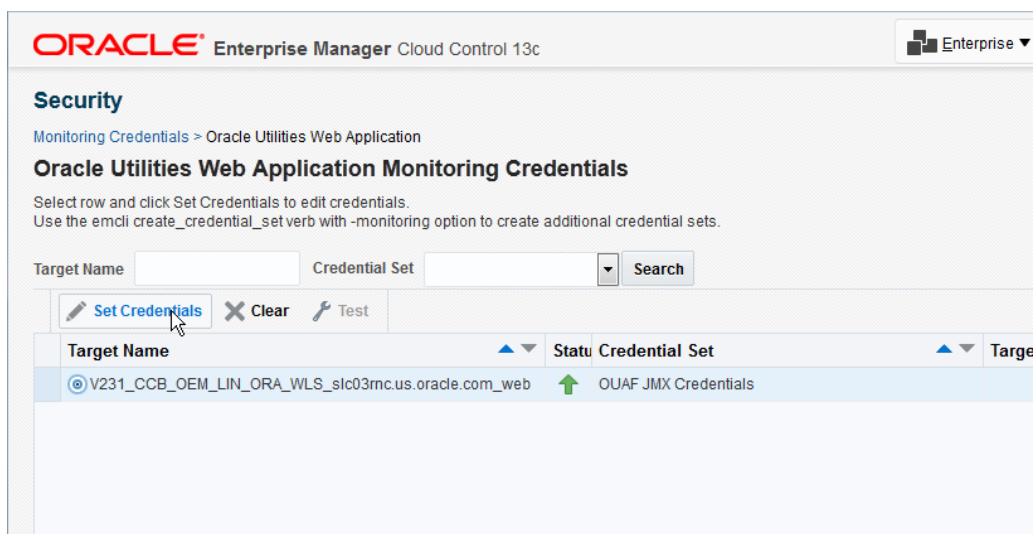 ORACLE Enterprise Manager Cloud Control 13c
Enterprise
Security
Monitoring Credentials > Oracle Utilities Web Application
Oracle Utilities Web Application Monitoring Credentials
Select row and click Set Credentials to edit credentials.
Use the emcli create_credential_set verb with -monitoring option to create additional credential sets.
Target Name Credential Set Search
Set Credentials Clear Test
Target Name Statu Credential Set Targe
V231_CCB_OEM_LIN_ORA_WLS_slc03rnc.us.oracle.com_web OUAF JMX Credentials